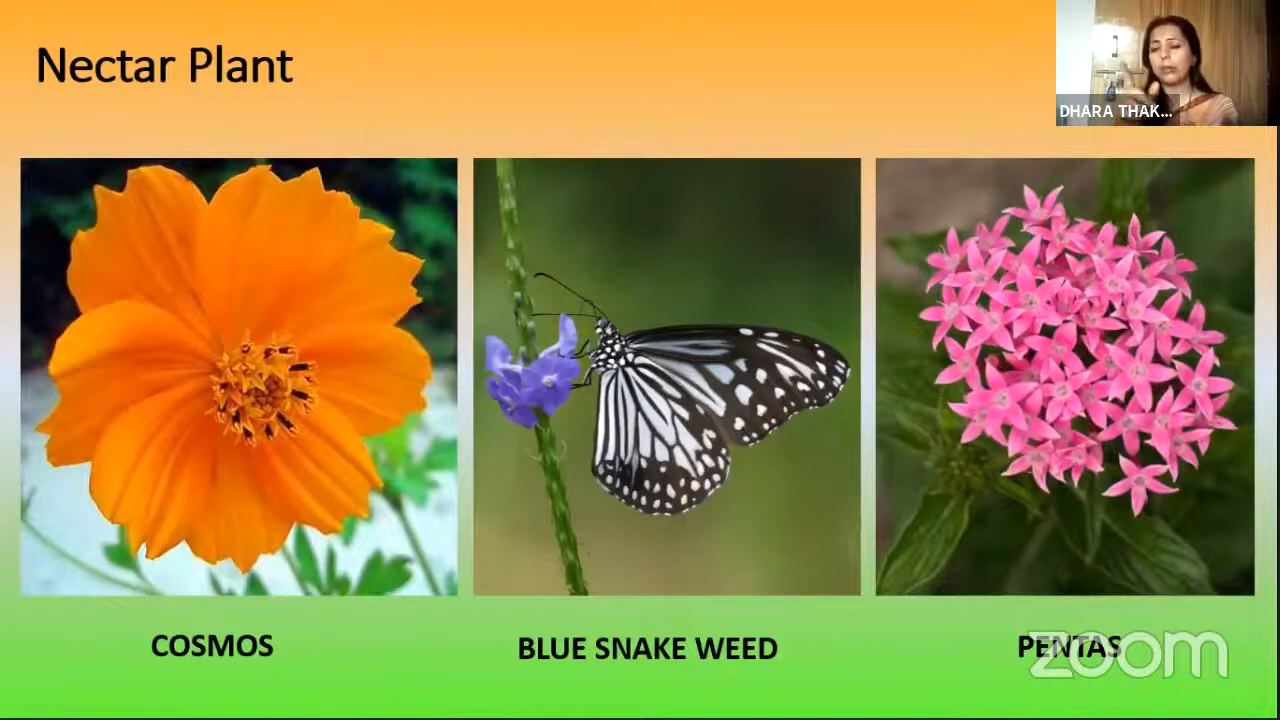 Nectar Plant
DHARA THAK...
COSMOS
BLUE SNAKE WEED
PENTAS
zoom